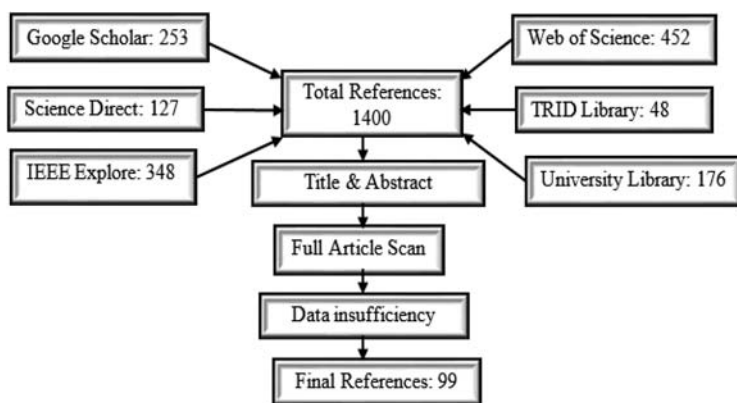 Google Scholar: 253
Web of Science: 452
Total References:
1400
Science Direct: 127
TRID Library: 48
IEEE Explore: 348
University Library: 176
Title & Abstract
Full Article Scan
Data insufficiency
Final References: 99